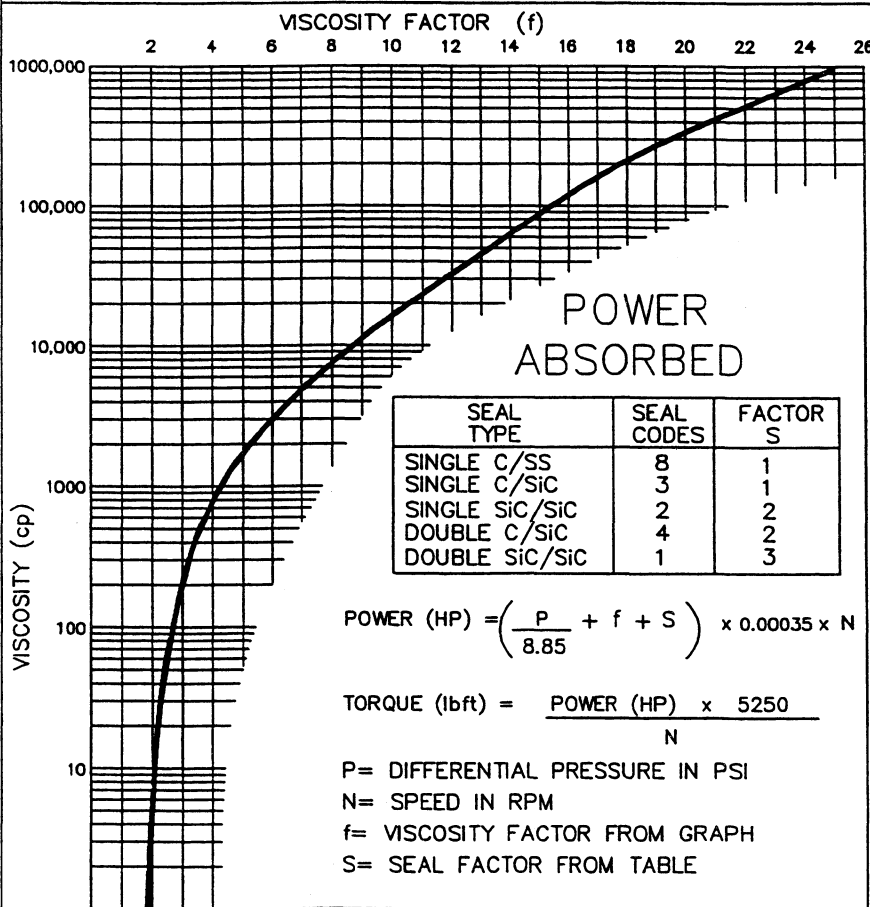 VISCOSITY FACTOR (f)
2 4 6 8 10 12 14 16 18 20 22 24 26
1000,000
100,000
10,000
1000
100
10
VISCOSITY (cp)
POWER
ABSORBED
SEAL TYPE SEAL CODES FACTOR S
SINGLE C/SS 8 1
SINGLE C/SiC 3 1
SINGLE SiC/SiC 2 2
DOUBLE C/SiC 4 2
DOUBLE SiC/SiC 1 3
POWER (HP) = ( P / 8.85 + f + S ) x 0.00035 x N
TORQUE (lbft) = POWER (HP) x 5250 / N
P= DIFFERENTIAL PRESSURE IN PSI
N= SPEED IN RPM
f= VISCOSITY FACTOR FROM GRAPH
S= SEAL FACTOR FROM TABLE